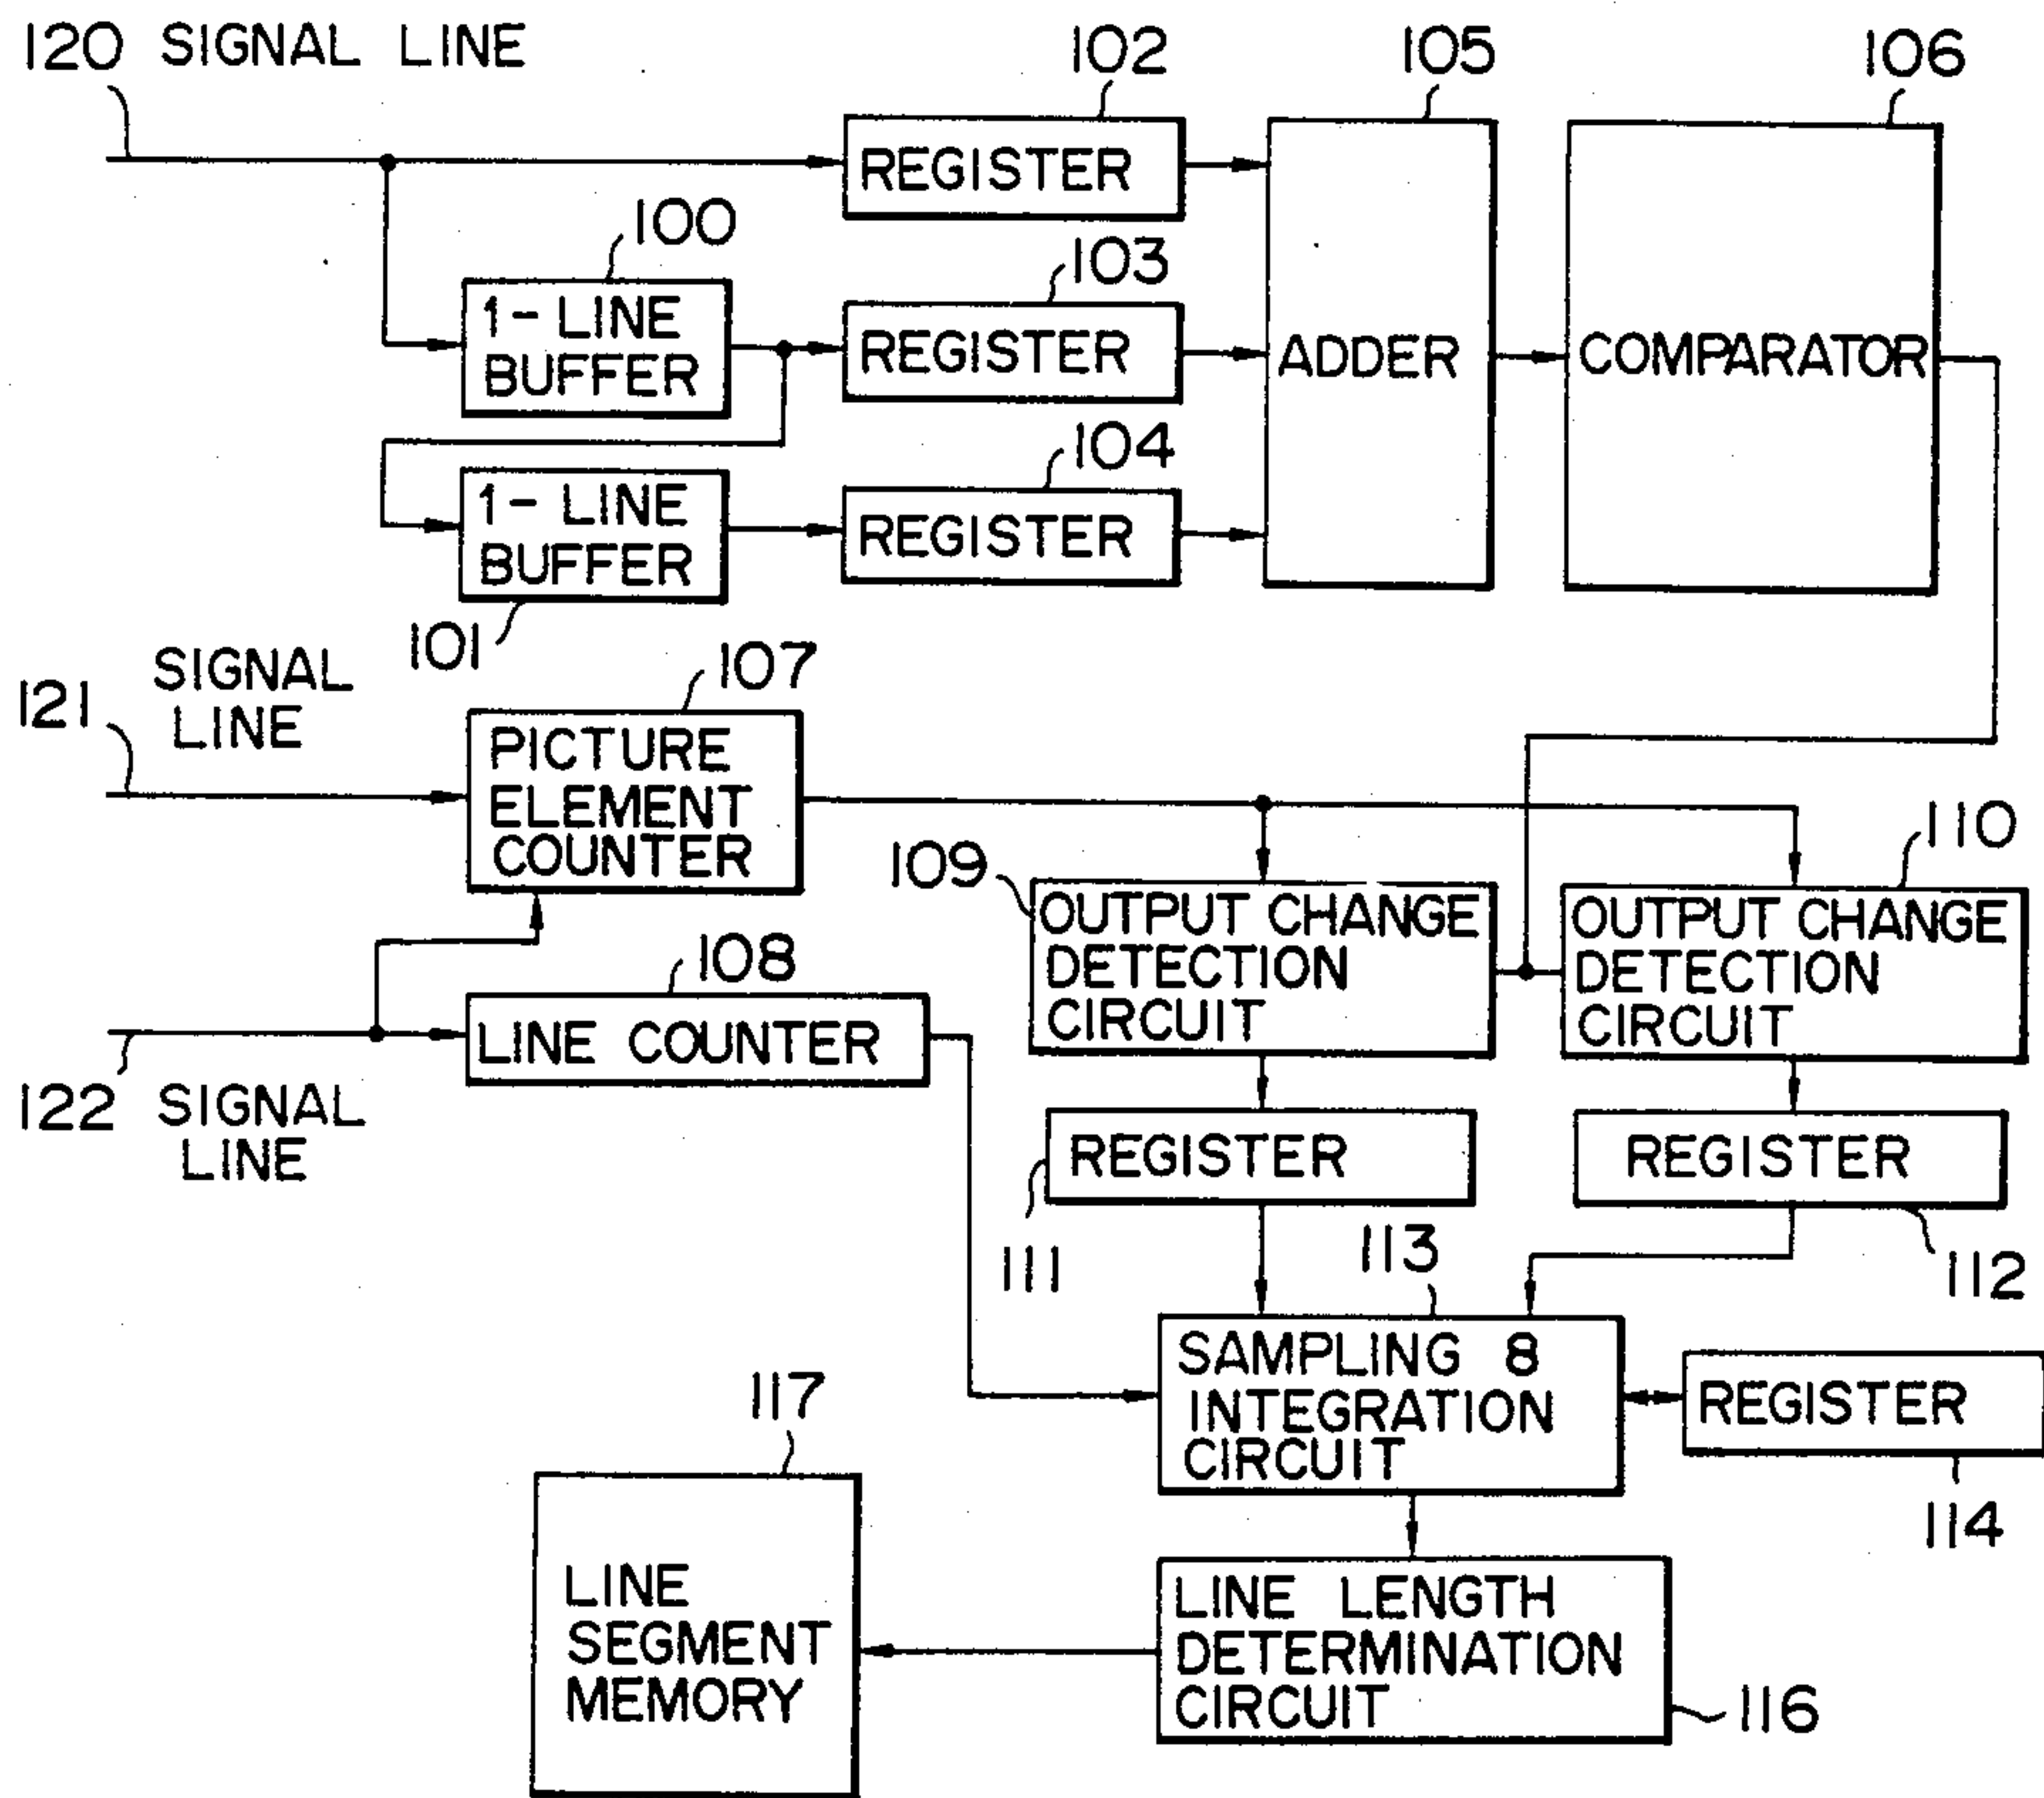 120 SIGNAL LINE
102
105
106
REGISTER
100
103
1-LINE
BUFFER
REGISTER
ADDER
COMPARATOR
104
1-LINE
BUFFER
REGISTER
101
SIGNAL
LINE
121
107
PICTURE
ELEMENT
COUNTER
110
109
OUTPUT CHANGE
DETECTION
CIRCUIT
OUTPUT CHANGE
DETECTION
CIRCUIT
108
LINE COUNTER
122 SIGNAL
LINE
REGISTER
REGISTER
111
113
112
SAMPLING 8
INTEGRATION
CIRCUIT
REGISTER
117
114
LINE
SEGMENT
MEMORY
LINE LENGTH
DETERMINATION
CIRCUIT
116